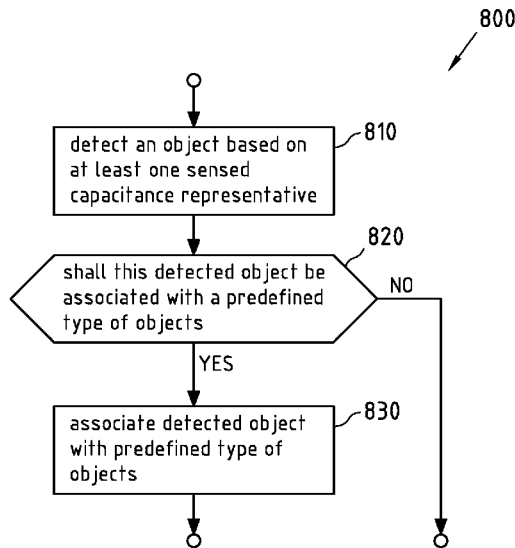 800
detect an object based on
at least one sensed
capacitance representative
810
shall this detected object be
associated with a predefined
type of objects
820
NO
YES
associate detected object
with predefined type of
objects
830